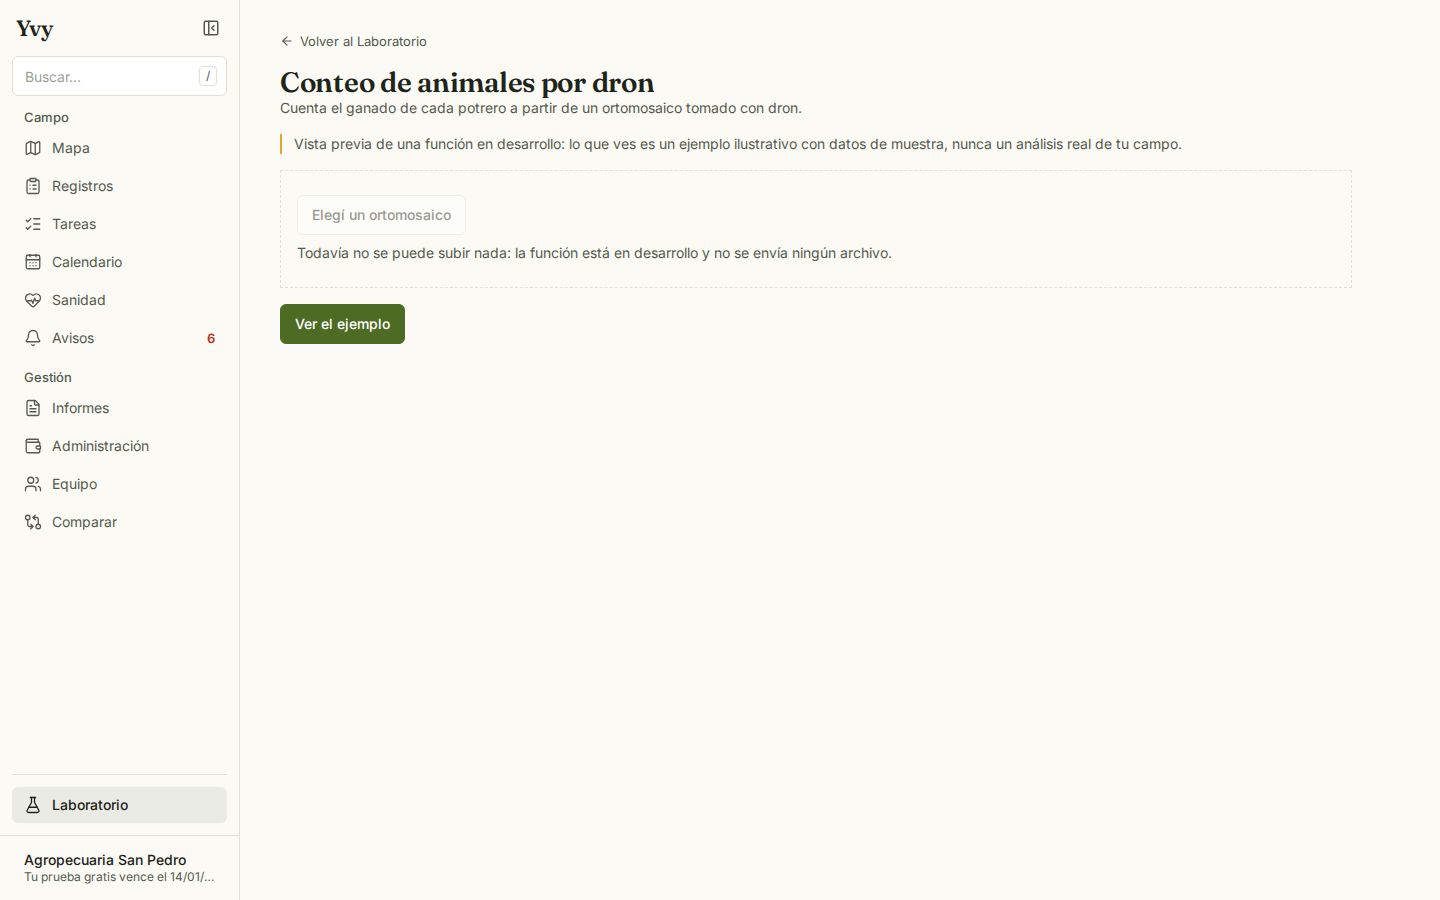 Yvy
Buscar...
/
Campo
Mapa
Registros
Tareas
Calendario
Sanidad
Avisos
6
Gestión
Informes
Administración
Equipo
Comparar
Laboratorio
Agropecuaria San Pedro
Tu prueba gratis vence el 14/01/...
Volver al Laboratorio
Conteo de animales por dron
Cuenta el ganado de cada potrero a partir de un ortomosaico tomado con dron.
Vista previa de una función en desarrollo: lo que ves es un ejemplo ilustrativo con datos de muestra, nunca un análisis real de tu campo.
Elegí un ortomosaico
Todavía no se puede subir nada: la función está en desarrollo y no se envía ningún archivo.
Ver el ejemplo